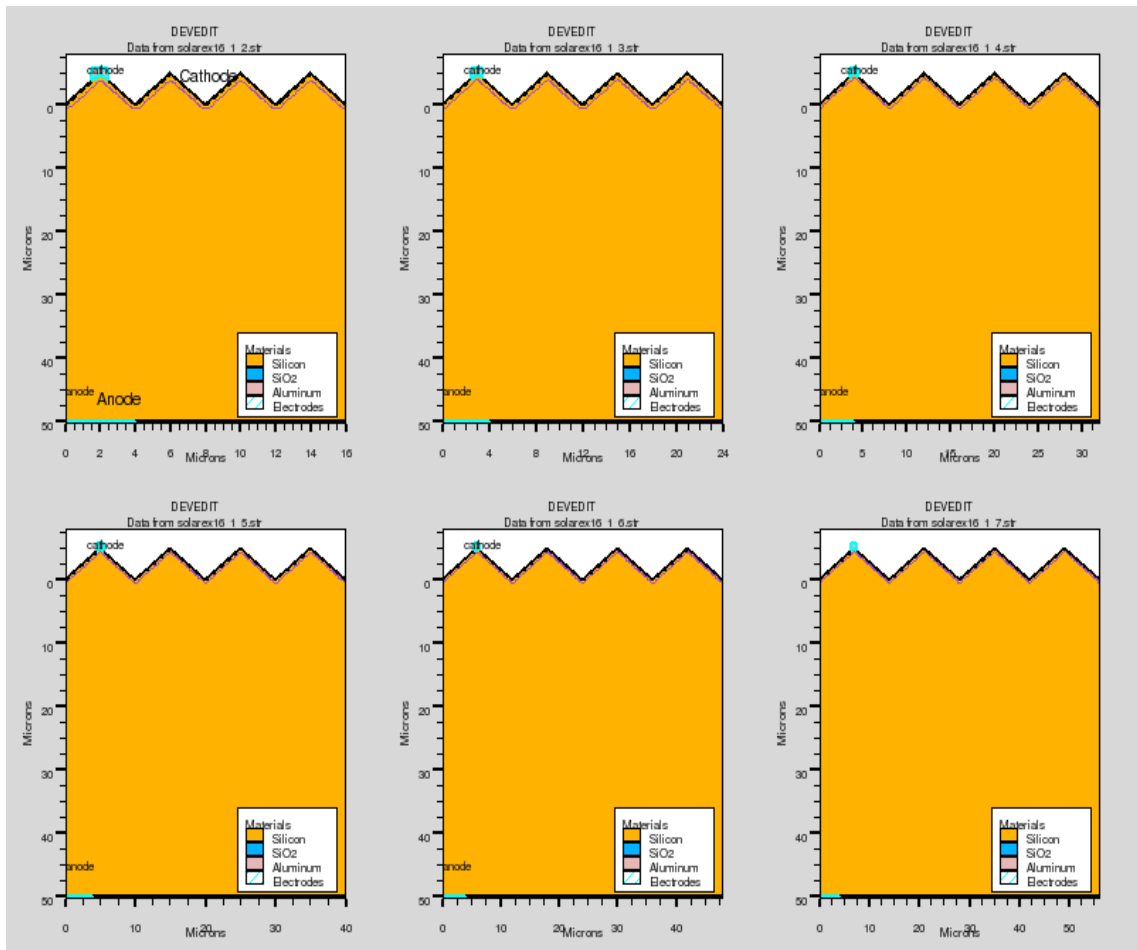 DEVEDIT
Data from solarex16_1_2.str
cathode
Cathode
0
10
20
30
40
50
Microns
Materials
Silicon
SiO2
Aluminum
Electrodes
anode
Anode
0 2 4 6 8 10 12 14 16
Microns
DEVEDIT
Data from solarex16_1_3.str
cathode
0
10
20
30
40
50
Microns
Materials
Silicon
SiO2
Aluminum
Electrodes
anode
0 4 8 12 16 20 24
Microns
DEVEDIT
Data from solarex16_1_4.str
cathode
0
10
20
30
40
50
Microns
Materials
Silicon
SiO2
Aluminum
Electrodes
anode
0 5 10 15 20 25 30
Microns
DEVEDIT
Data from solarex16_1_5.str
cathode
0
10
20
30
40
50
Microns
Materials
Silicon
SiO2
Aluminum
Electrodes
anode
0 10 20 30 40
Microns
DEVEDIT
Data from solarex16_1_6.str
cathode
0
10
20
30
40
50
Microns
Materials
Silicon
SiO2
Aluminum
Electrodes
anode
0 10 20 30 40
Microns
DEVEDIT
Data from solarex16_1_7.str
0
10
20
30
40
50
Microns
Materials
Silicon
SiO2
Aluminum
Electrodes
0 10 20 30 40 50
Microns